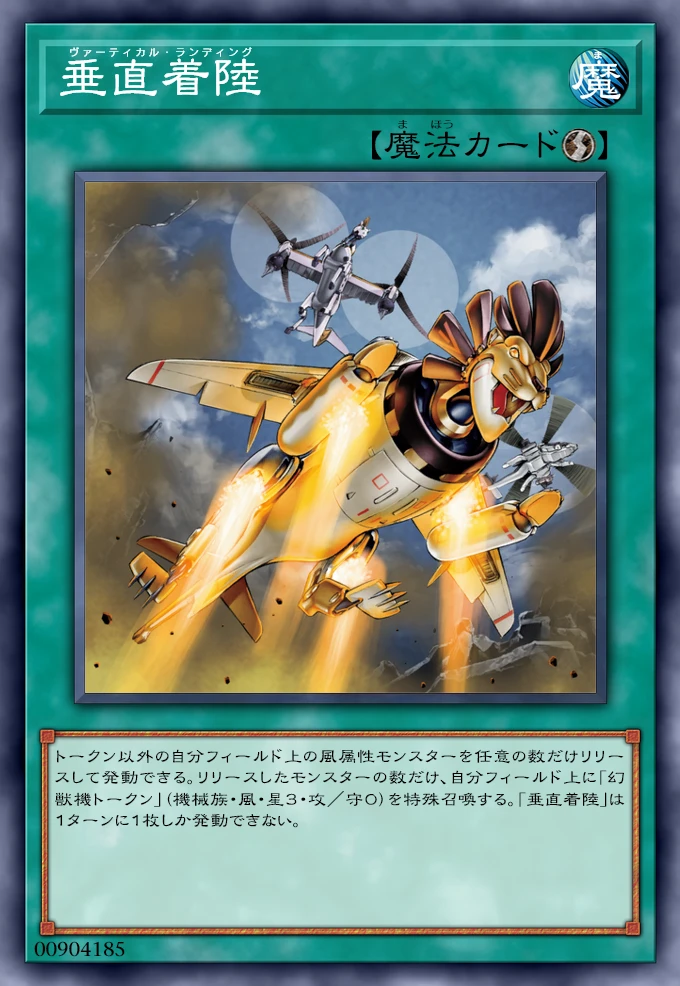 ヴァーティカル・ランディング
垂直着陸
ま
魔
ま ほう
【魔法カード】
トークン以外の自分フィールド上の風属性モンスターを任意の数だけリリー
スして発動できる。リリースしたモンスターの数だけ、自分フィールド上に「幻
獣機トークン」(機械族・風・星3・攻/守0)を特殊召喚する。「垂直着陸」は
1ターンに1枚しか発動できない。
00904185